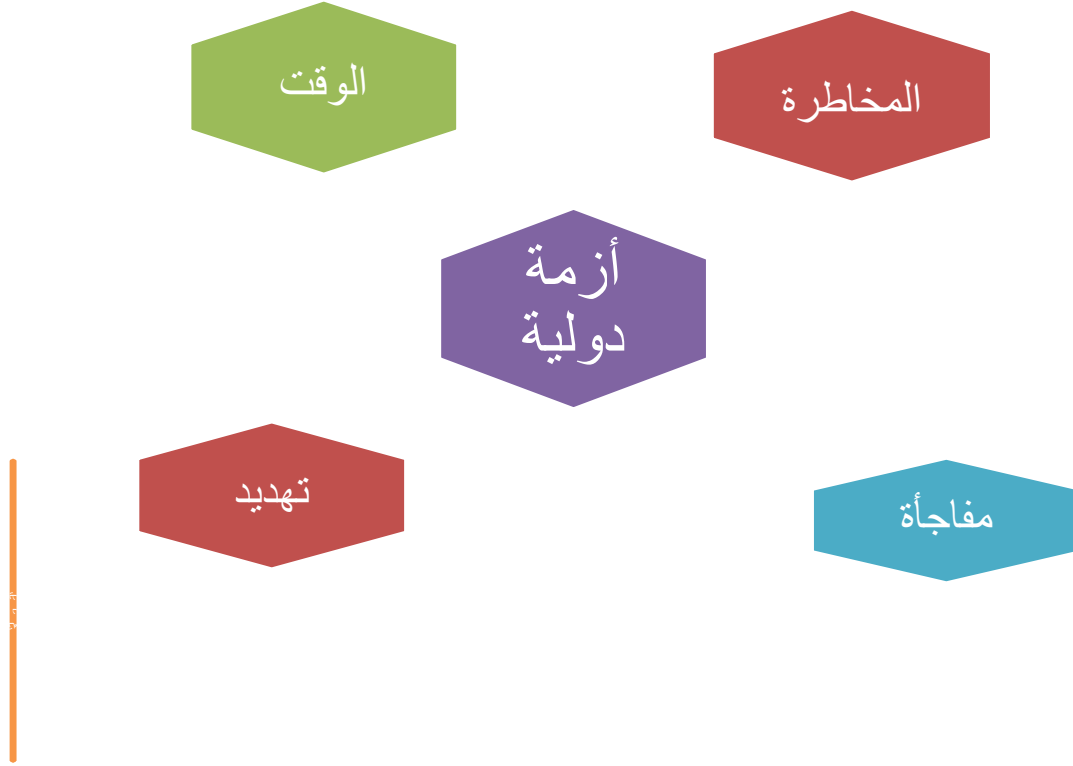 المخاطرة
الوقت
أزمة
دولية
تهديد
مفاجأة